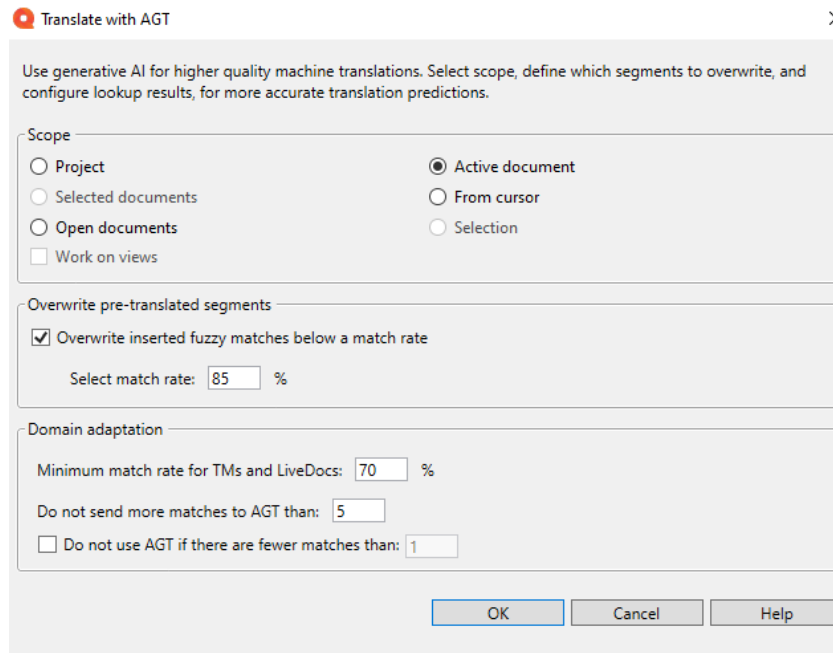 Translate with AGT
Use generative AI for higher quality machine translations. Select scope, define which segments to overwrite, and
configure lookup results, for more accurate translation predictions.
Scope
Project
Active document
Selected documents
From cursor
Open documents
Selection
Work on views
Overwrite pre-translated segments
Overwrite inserted fuzzy matches below a match rate
Select match rate: 85 %
Domain adaptation
Minimum match rate for TMs and LiveDocs: 70 %
Do not send more matches to AGT than: 5
Do not use AGT if there are fewer matches than: 1
OK Cancel Help